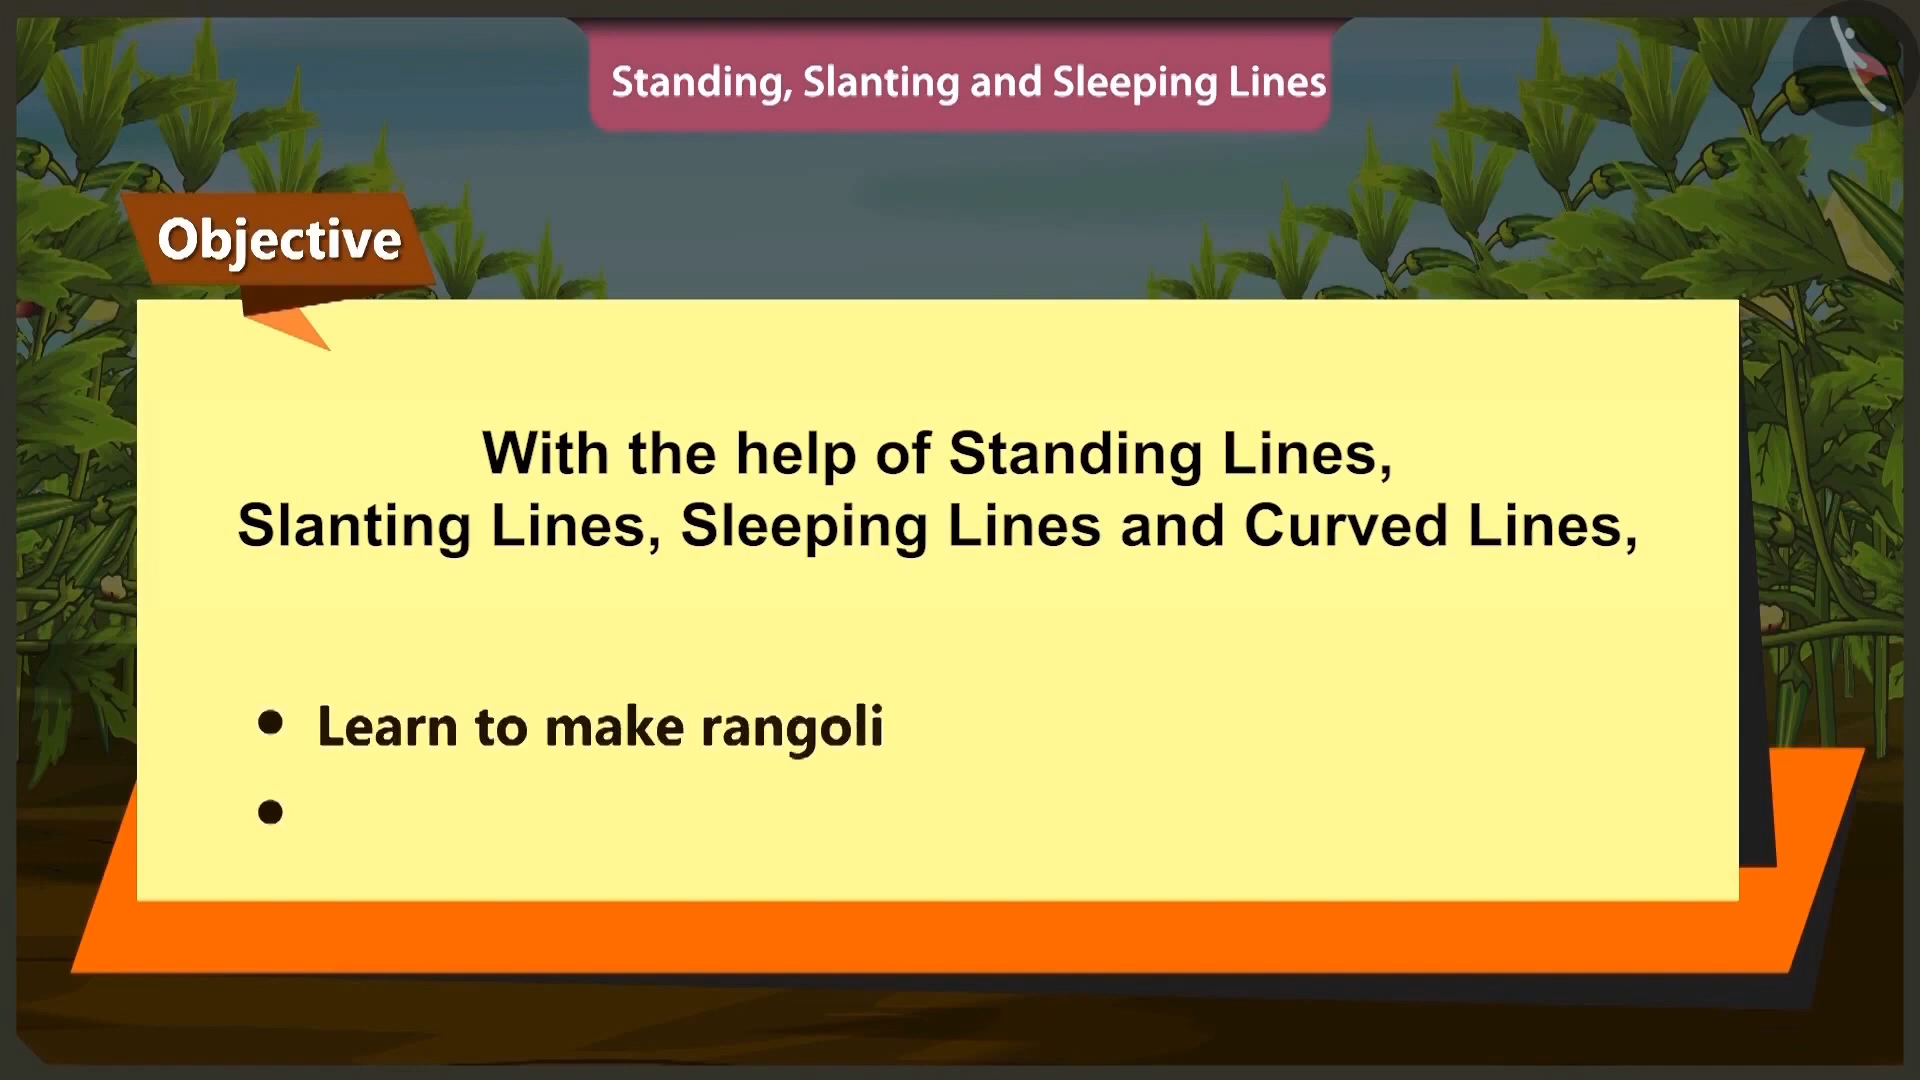 Standing, Slanting and Sleeping Lines
Objective
With the help of Standing Lines,
Slanting Lines, Sleeping Lines and Curved Lines,
• Learn to make rangoli
•